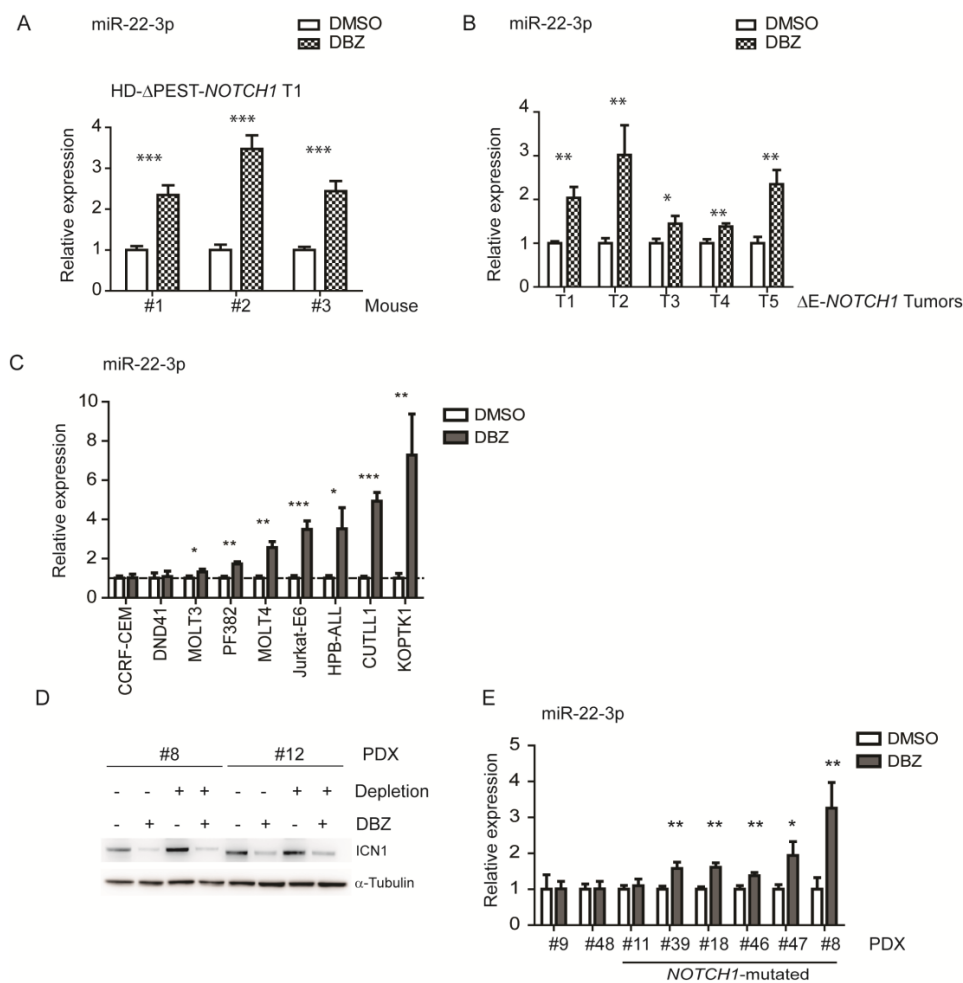 A
miR-22-3p
DMSO
DBZ
HD-ΔPEST-NOTCH1 T1
***
***
***
Relative expression
4
3
2
1
0
#1 #2 #3 Mouse
B
miR-22-3p
DMSO
DBZ
**
**
*
**
**
Relative expression
4
3
2
1
0
T1 T2 T3 T4 T5 ΔE-NOTCH1 Tumors
C
miR-22-3p
DMSO
DBZ
*
**
**
***
*
***
**
Relative expression
10
8
6
4
2
0
CCRF-CEM
DND41
MOLT3
PF382
MOLT4
Jurkat-E6
HPB-ALL
CUTLL1
KOPTK1
D
#8 #12 PDX
- - + + - - + + Depletion
- + - + - + - + DBZ
ICN1
α-Tubulin
E
miR-22-3p
DMSO
DBZ
**
**
**
*
**
Relative expression
5
4
3
2
1
0
#9 #48 #11 #39 #18 #46 #47 #8 PDX
NOTCH1-mutated